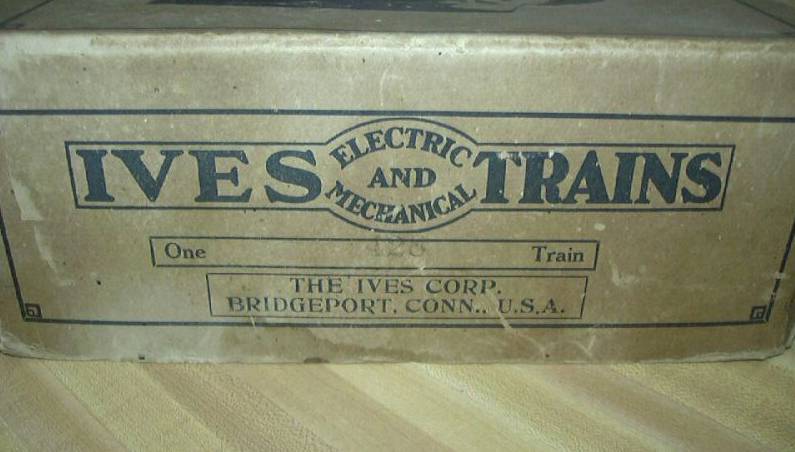 IVES ELECTRIC AND MECHANICAL TRAINS
One Train
THE IVES CORP.
BRIDGEPORT, CONN., U.S.A.